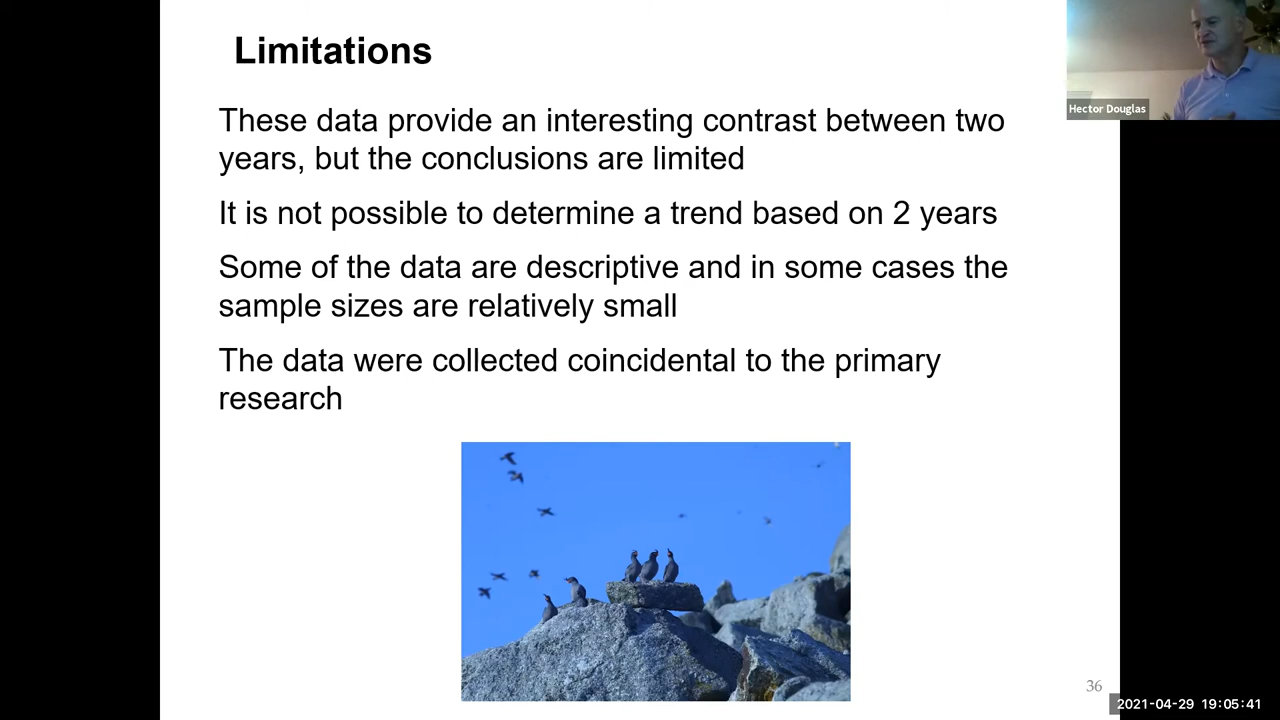 Limitations
Hector Douglas
These data provide an interesting contrast between two
years, but the conclusions are limited
It is not possible to determine a trend based on 2 years
Some of the data are descriptive and in some cases the
sample sizes are relatively small
The data were collected coincidental to the primary
research
36
2021-04-29 19:05:41